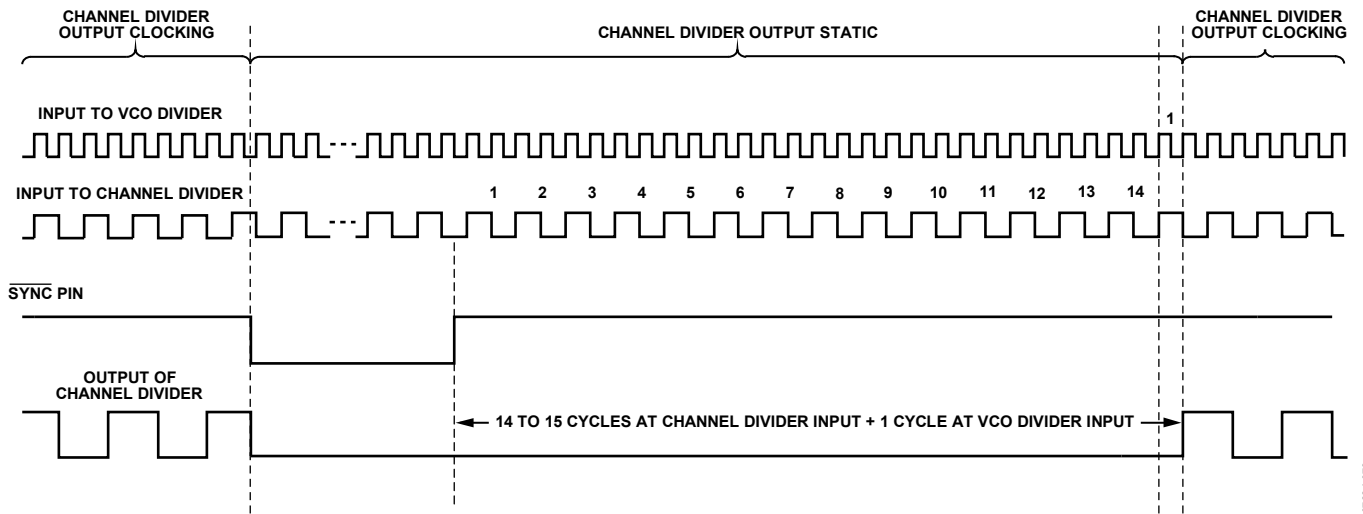 CHANNEL DIVIDER
OUTPUT CLOCKING
CHANNEL DIVIDER OUTPUT STATIC
CHANNEL DIVIDER
OUTPUT CLOCKING
INPUT TO VCO DIVIDER
1
INPUT TO CHANNEL DIVIDER
1 2 3 4 5 6 7 8 9 10 11 12 13 14
SYNC PIN
OUTPUT OF
CHANNEL DIVIDER
14 TO 15 CYCLES AT CHANNEL DIVIDER INPUT + 1 CYCLE AT VCO DIVIDER INPUT